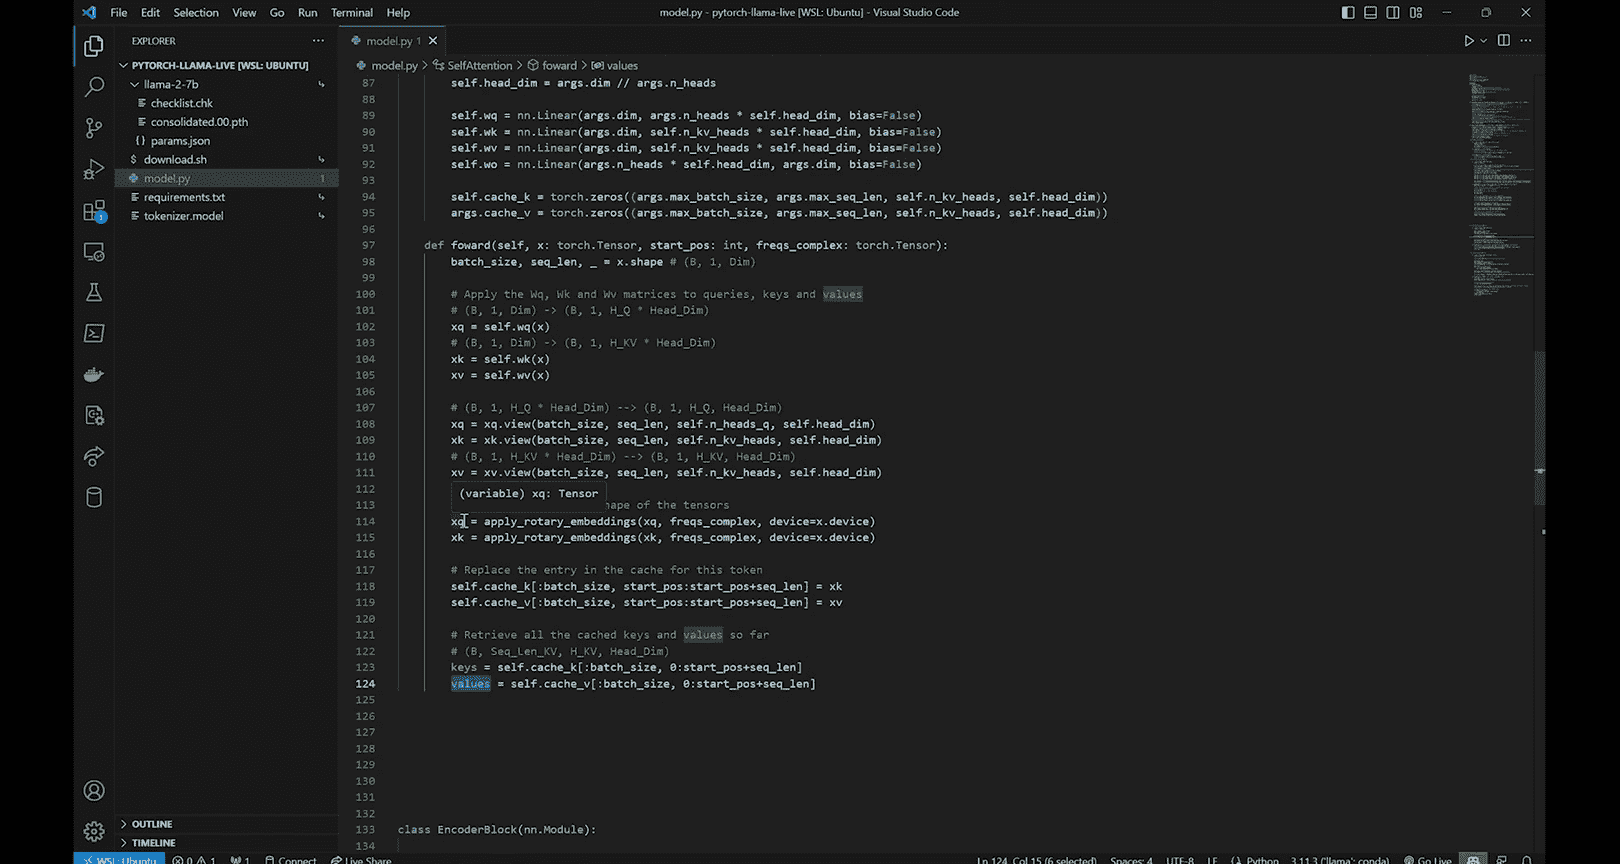 File Edit Selection View Go Run Terminal Help
model.py - pytorch-llama-live [WSL: Ubuntu] - Visual Studio Code
EXPLORER
PYTORCH-LLAMA-LIVE [WSL: UBUNTU]
llama-2-7b
checklist.chk
consolidated.00.pth
{} params.json
$ download.sh
model.py 1
requirements.txt
tokenizer.model
1
OUTLINE
TIMELINE
model.py 1
model.py > SelfAttention > foward > values
87 self.head_dim = args.dim // args.n_heads
88
89 self.wq = nn.Linear(args.dim, args.n_heads * self.head_dim, bias=False)
90 self.wk = nn.Linear(args.dim, self.n_kv_heads * self.head_dim, bias=False)
91 self.wv = nn.Linear(args.dim, self.n_kv_heads * self.head_dim, bias=False)
92 self.wo = nn.Linear(args.n_heads * self.head_dim, args.dim, bias=False)
93
94 self.cache_k = torch.zeros((args.max_batch_size, args.max_seq_len, self.n_kv_heads, self.head_dim))
95 args.cache_v = torch.zeros((args.max_batch_size, args.max_seq_len, self.n_kv_heads, self.head_dim))
96
97 def foward(self, x: torch.Tensor, start_pos: int, freqs_complex: torch.Tensor):
98 batch_size, seq_len, _ = x.shape # (B, 1, Dim)
99
100 # Apply the Wq, Wk and Wv matrices to queries, keys and values
101 # (B, 1, Dim) -> (B, 1, H_Q * Head_Dim)
102 xq = self.wq(x)
103 # (B, 1, Dim) -> (B, 1, H_KV * Head_Dim)
104 xk = self.wk(x)
105 xv = self.wv(x)
106
107 # (B, 1, H_Q * Head_Dim) --> (B, 1, H_Q, Head_Dim)
108 xq = xq.view(batch_size, seq_len, self.n_heads_q, self.head_dim)
109 xk = xk.view(batch_size, seq_len, self.n_kv_heads, self.head_dim)
110 # (B, 1, H_KV * Head_Dim) --> (B, 1, H_KV, Head_Dim)
111 xv = xv.view(batch_size, seq_len, self.n_kv_heads, self.head_dim)
112
(variable) xq: Tensor
113 hape of the tensors
114 xq = apply_rotary_embeddings(xq, freqs_complex, device=x.device)
115 xk = apply_rotary_embeddings(xk, freqs_complex, device=x.device)
116
117 # Replace the entry in the cache for this token
118 self.cache_k[:batch_size, start_pos:start_pos+seq_len] = xk
119 self.cache_v[:batch_size, start_pos:start_pos+seq_len] = xv
120
121 # Retrieve all the cached keys and values so far
122 # (B, Seq_Len_KV, H_KV, Head_Dim)
123 keys = self.cache_k[:batch_size, 0:start_pos+seq_len]
124 values = self.cache_v[:batch_size, 0:start_pos+seq_len]
125
126
127
128
129
130
131
132
133 class EncoderBlock(nn.Module):
134
WSL: Ubuntu 0 1 1 Connect Live Share
Ln 124, Col 15 (6 selected) Spaces: 4 UTF-8 LF Python 3.11.3 ('llama': conda) Go Live